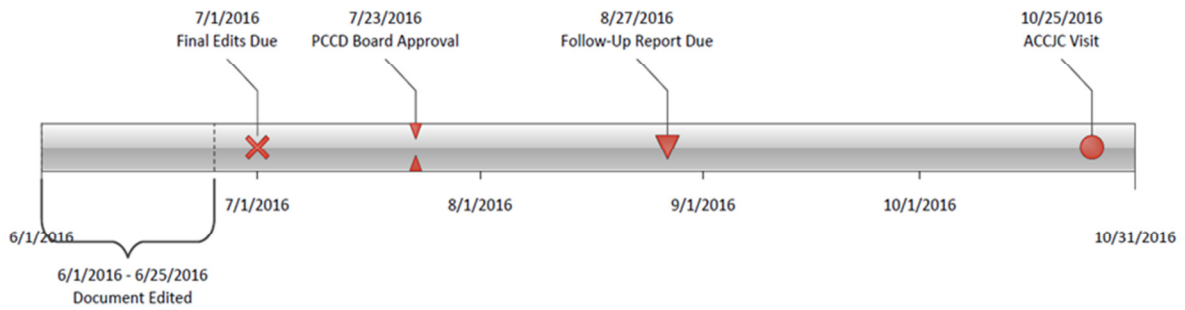 7/1/2016
Final Edits Due
7/23/2016
PCCD Board Approval
8/27/2016
Follow-Up Report Due
10/25/2016
ACCJC Visit
7/1/2016
8/1/2016
9/1/2016
10/1/2016
6/1/2016
10/31/2016
6/1/2016 - 6/25/2016
Document Edited